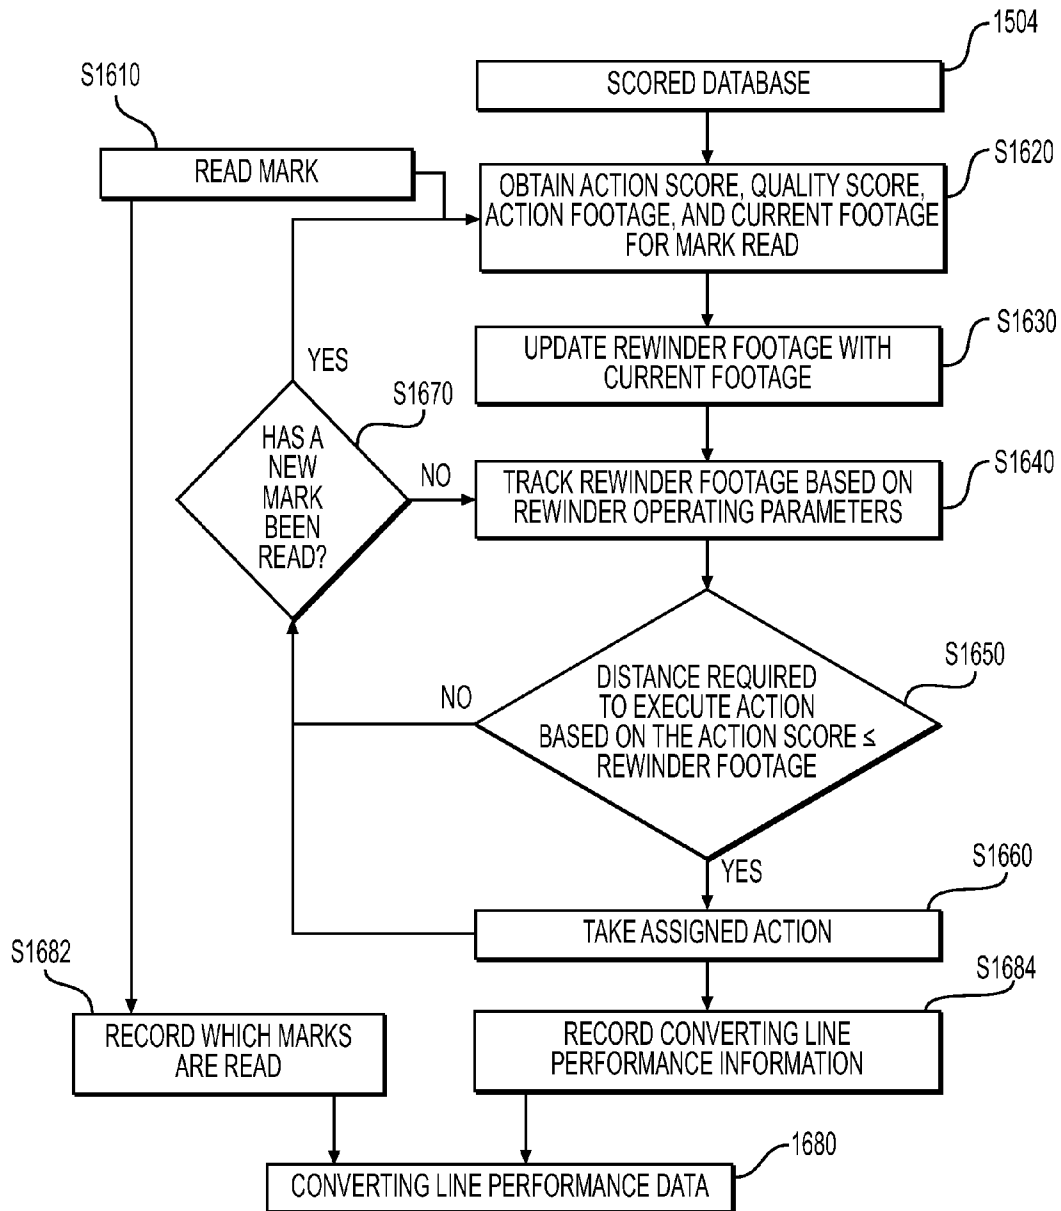 1504
SCORED DATABASE
S1610
READ MARK
S1620
OBTAIN ACTION SCORE, QUALITY SCORE,
ACTION FOOTAGE, AND CURRENT FOOTAGE
FOR MARK READ
S1630
UPDATE REWINDER FOOTAGE WITH
CURRENT FOOTAGE
YES
S1670
HAS A
NEW
MARK
BEEN
READ?
NO
S1640
TRACK REWINDER FOOTAGE BASED ON
REWINDER OPERATING PARAMETERS
S1650
NO
DISTANCE REQUIRED
TO EXECUTE ACTION
BASED ON THE ACTION SCORE ≤
REWINDER FOOTAGE
YES
S1660
TAKE ASSIGNED ACTION
S1682
RECORD WHICH MARKS
ARE READ
S1684
RECORD CONVERTING LINE
PERFORMANCE INFORMATION
1680
CONVERTING LINE PERFORMANCE DATA